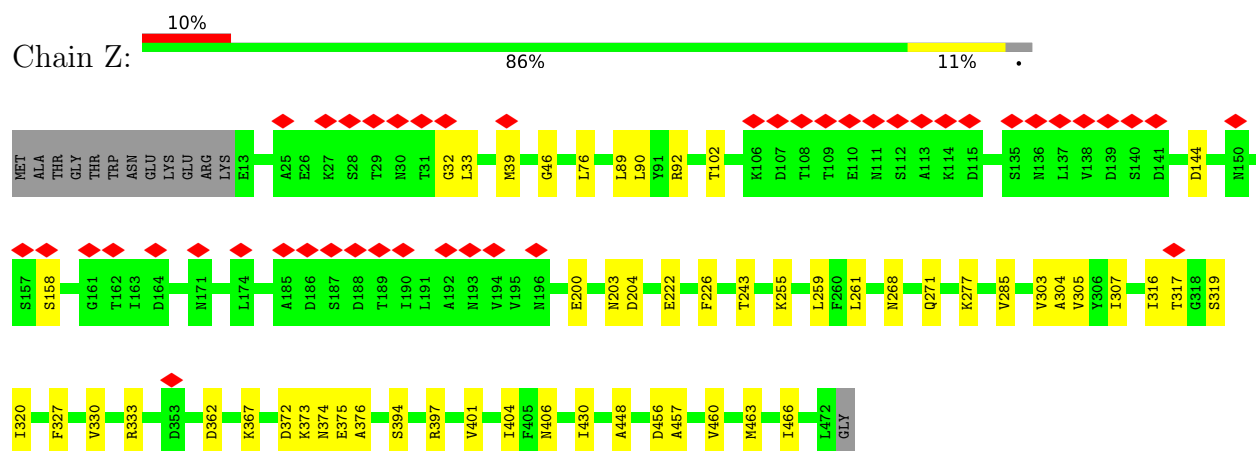 10%
Chain Z:
86% 11% •
MET ALA THR GLY THR TRP ASN GLU LYS GLU ARG LYS E13 A25 E26 K27 S28 T29 N30 T31 G32 L33 M39 G46 L76 L89 L90 Y91 R92 T102 K106 D107 T108 T109 E110 N111 S112 A113 K114 D115 S135 N136 L137 V138 D139 S140 D141 D144 N150
S157 S158 G161 T162 I163 D164 N171 L174 A185 D186 S187 D188 T189 I190 L191 A192 N193 V194 V195 N196 E200 N203 D204 E222 F226 T243 K255 L259 F260 L261 N268 Q271 K277 V285 V303 A304 V305 Y306 I307 I316 T317 G318 S319
I320 F327 V330 R333 D353 D362 K367 D372 K373 N374 E375 A376 S394 R397 V401 I404 F405 N406 I430 A448 D456 A457 V460 M463 I466 L472 GLY